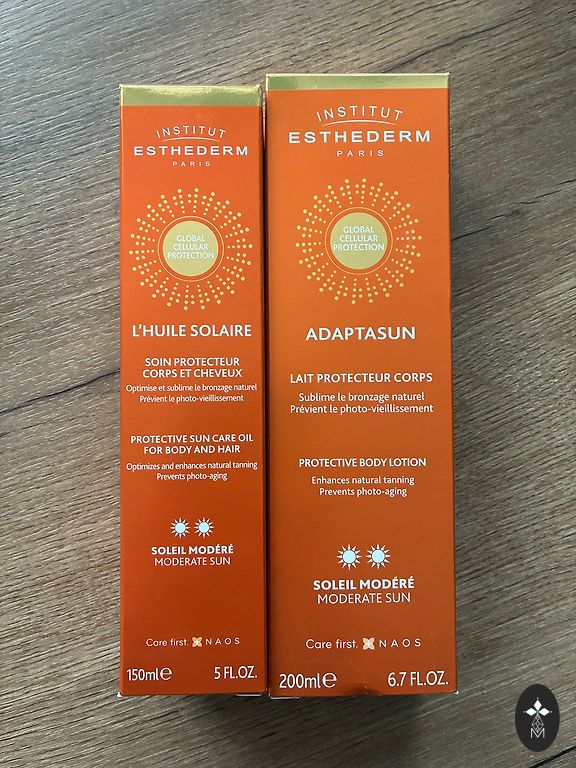 INSTITUT
ESTHEDERM
PARIS
GLOBAL
CELLULAR
PROTECTION
L'HUILE SOLAIRE
SOIN PROTECTEUR
CORPS ET CHEVEUX
Optimise et sublime le bronzage naturel
Prévient le photo-vieillissement
PROTECTIVE SUN CARE OIL
FOR BODY AND HAIR
Optimizes and enhances natural tanning
Prevents photo-aging
SOLEIL MODÉRÉ
MODERATE SUN
Care first. NAOS
150ml℮ 5 FL.OZ.
INSTITUT
ESTHEDERM
PARIS
GLOBAL
CELLULAR
PROTECTION
ADAPTASUN
LAIT PROTECTEUR CORPS
Sublime le bronzage naturel
Prévient le photo-vieillissement
PROTECTIVE BODY LOTION
Enhances natural tanning
Prevents photo-aging
SOLEIL MODÉRÉ
MODERATE SUN
Care first. NAOS
200ml℮ 6.7 FL.OZ.
M